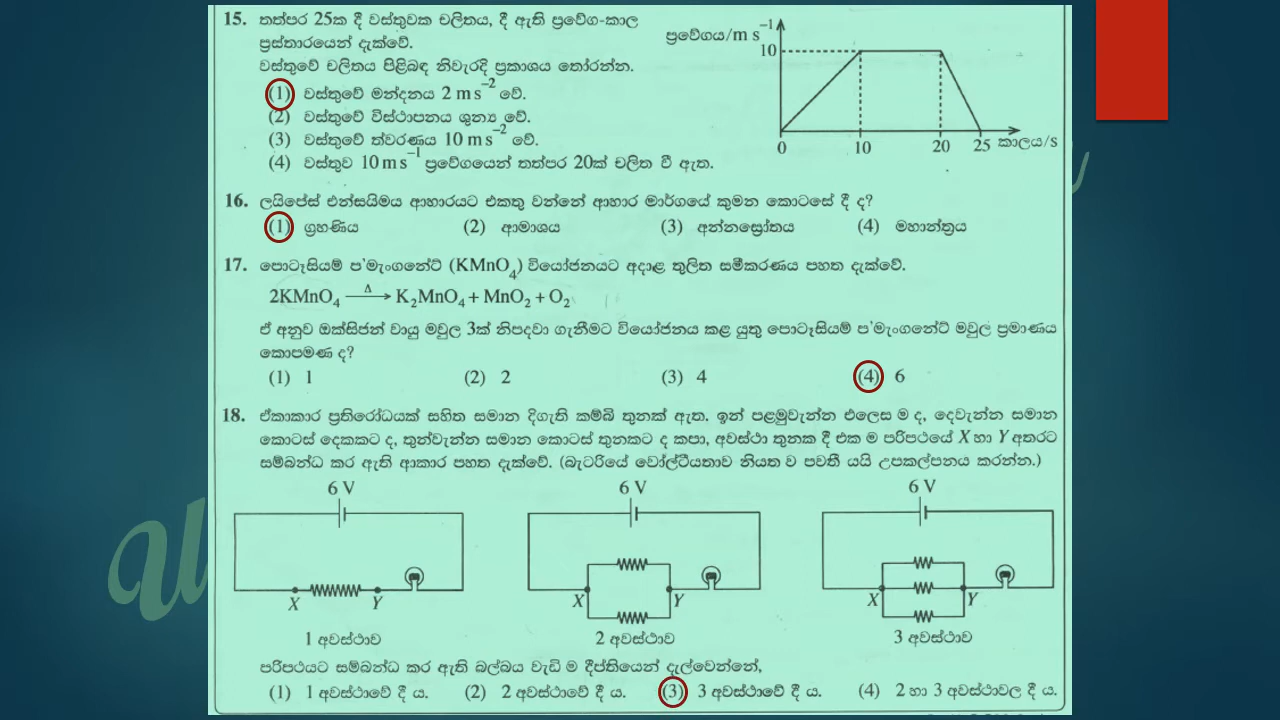 15. තත්පර 25ක දී වස්තුවක චලිතය, දී ඇති ප්‍රවේග-කාල
ප්‍රස්තාරයෙන් දැක්වේ.
වස්තුවේ චලිතය පිළිබඳ නිවැරදි ප්‍රකාශය තෝරන්න.
(1) වස්තුවේ මන්දනය 2 m s⁻² වේ.
(2) වස්තුවේ විස්ථාපනය ශුන්‍ය වේ.
(3) වස්තුවේ ත්වරණය 10 m s⁻² වේ.
(4) වස්තුව 10 m s⁻¹ ප්‍රවේගයෙන් තත්පර 20ක් චලිත වී ඇත.
ප්‍රවේගය/m s⁻¹
10
0 10 20 25 කාලය/s
16. ලයිපේස් එන්සයිමය ආහාරයට එකතු වන්නේ ආහාර මාර්ගයේ කුමන කොටසේ දී ද?
(1) ග්‍රහණිය (2) ආමාශය (3) අන්නස්‍රෝතය (4) මහාන්ත්‍රය
17. පොටෑසියම් ප'මැංගනේට් (KMnO₄) වියෝජනයට අදාළ තුලිත සමීකරණය පහත දැක්වේ.
2KMnO₄ —Δ→ K₂MnO₄ + MnO₂ + O₂
ඒ අනුව ඔක්සිජන් වායු මවුල 3ක් නිපදවා ගැනීමට වියෝජනය කළ යුතු පොටෑසියම් ප'මැංගනේට් මවුල ප්‍රමාණය
කොපමණ ද?
(1) 1 (2) 2 (3) 4 (4) 6
18. ඒකාකාර ප්‍රතිරෝධයක් සහිත සමාන දිගැති කම්බි තුනක් ඇත. ඉන් පළමුවැන්න එලෙස ම ද, දෙවැන්න සමාන
කොටස් දෙකකට ද, තුන්වැන්න සමාන කොටස් තුනකට ද කපා, අවස්ථා තුනක දී එක ම පරිපථයේ X හා Y අතරට
සම්බන්ධ කර ඇති ආකාර පහත දැක්වේ. (බැටරියේ වෝල්ටීයතාව නියත ව පවතී යයි උපකල්පනය කරන්න.)
6 V 6 V 6 V
X Y X Y X Y
1 අවස්ථාව 2 අවස්ථාව 3 අවස්ථාව
පරිපථයට සම්බන්ධ කර ඇති බල්බය වැඩි ම දීප්තියෙන් දැල්වෙන්නේ,
(1) 1 අවස්ථාවේ දී ය. (2) 2 අවස්ථාවේ දී ය. (3) 3 අවස්ථාවේ දී ය. (4) 2 හා 3 අවස්ථාවල දී ය.